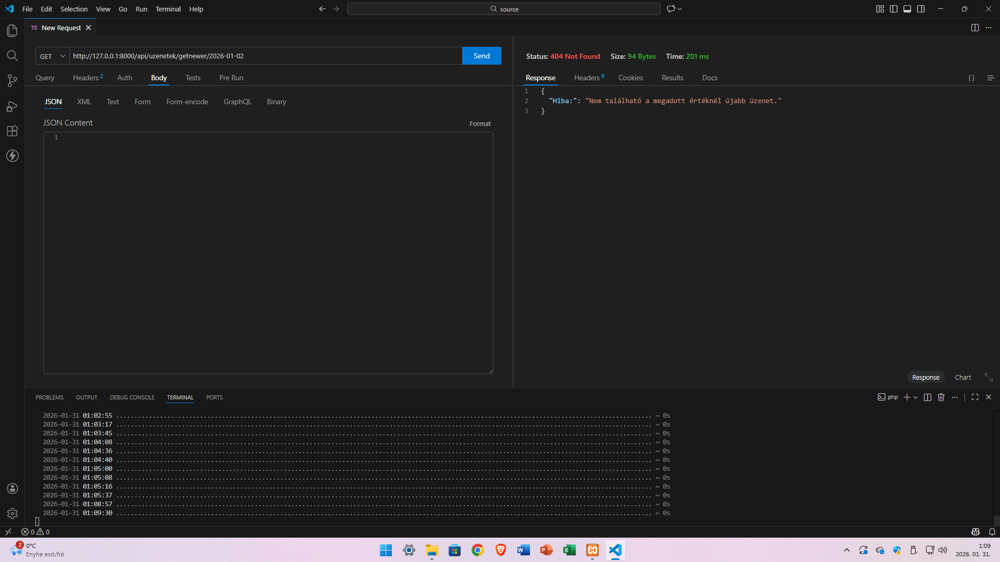 File Edit Selection View Go Run Terminal Help
source
TC New Request
GET http://127.0.0.1:8000/api/uzenetek/getnewer/2026-01-02 Send
Query Headers 2 Auth Body Tests Pre Run
JSON XML Text Form Form-encode GraphQL Binary
JSON Content Format
1
Status: 404 Not Found Size: 94 Bytes Time: 201 ms
Response Headers 9 Cookies Results Docs { }
1 {
2 "Hiba:": "Nem található a megadott értéknél újabb üzenet."
3 }
Response Chart
PROBLEMS OUTPUT DEBUG CONSOLE TERMINAL PORTS
php
2026-01-31 01:02:55 ........................................ ~ 0s
2026-01-31 01:03:17 ........................................ ~ 0s
2026-01-31 01:03:45 ........................................ ~ 0s
2026-01-31 01:04:08 ........................................ ~ 0s
2026-01-31 01:04:36 ........................................ ~ 0s
2026-01-31 01:04:40 ........................................ ~ 0s
2026-01-31 01:05:00 ........................................ ~ 0s
2026-01-31 01:05:08 ........................................ ~ 0s
2026-01-31 01:05:16 ........................................ ~ 0s
2026-01-31 01:05:37 ........................................ ~ 0s
2026-01-31 01:08:57 ........................................ ~ 0s
2026-01-31 01:09:30 ........................................ ~ 0s
0 0
2
0°C
Enyhe eső/hó
1:09
2026. 01. 31.